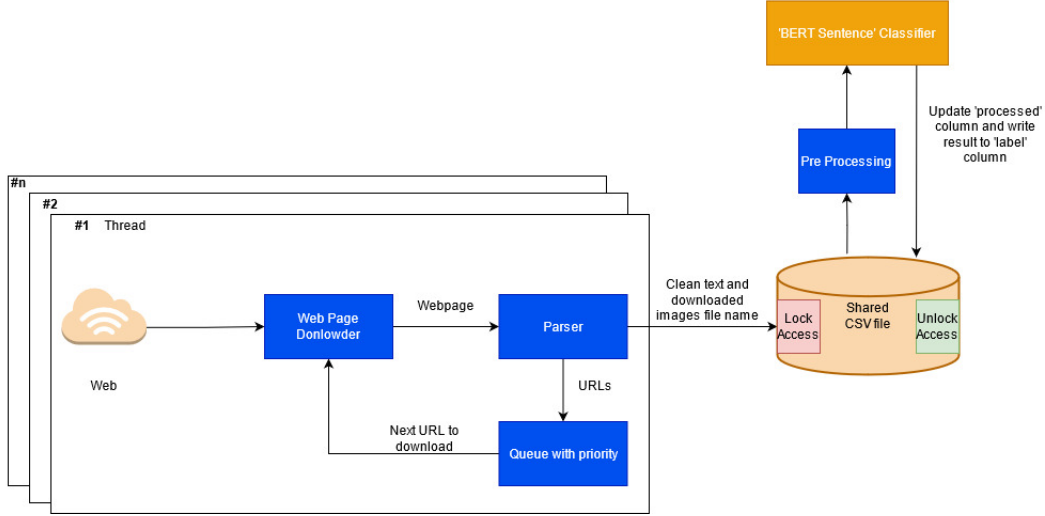 'BERT Sentence' Classifier
Update 'processed'
column and write
result to 'label'
column
Pre Processing
#n
#2
#1 Thread
Clean text and
downloaded
images file name
Web Page
Donlowder
Webpage
Parser
Lock
Access
Shared
CSV file
Unlock
Access
Web
URLs
Next URL to
download
Queue with priority